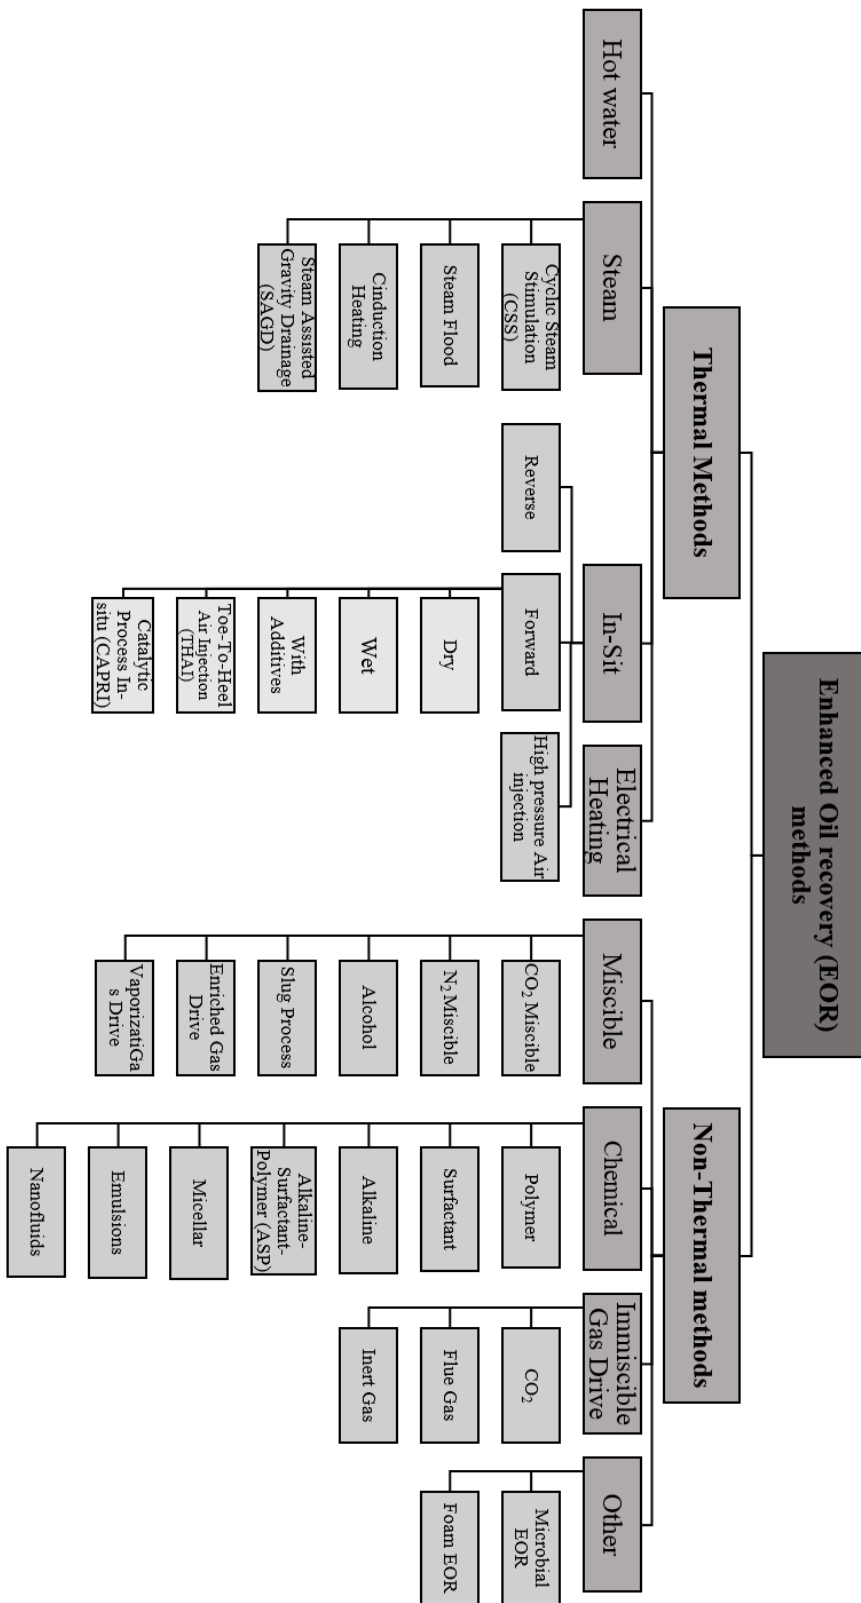 Enhanced Oil recovery (EOR)
methods
Thermal Methods
Hot water
Steam
Cyclic Steam
Stimulation
(CSS)
Steam Flood
Cinduction
Heating
Steam Assisted
Gravity Drainage
(SAGD)
In-Sit
Reverse
Forward
Dry
Wet
With
Additives
Toe-To-Heel
Air Injection
(THAI)
Catalytic
Process In-
situ (CAPRI)
High pressure Air
injection
Electrical
Heating
Non-Thermal methods
Miscible
CO₂ Miscible
N₂ Miscible
Alcohol
Slug Process
Enriched Gas
Drive
VaporizatiGa
s Drive
Chemical
Polymer
Surfactant
Alkaline
Alkaline-
Surfactant-
Polymer (ASP)
Micellar
Emulsions
Nanofluids
Immiscible
Gas Drive
CO₂
Flue Gas
Inert Gas
Other
Microbial
EOR
Foam EOR